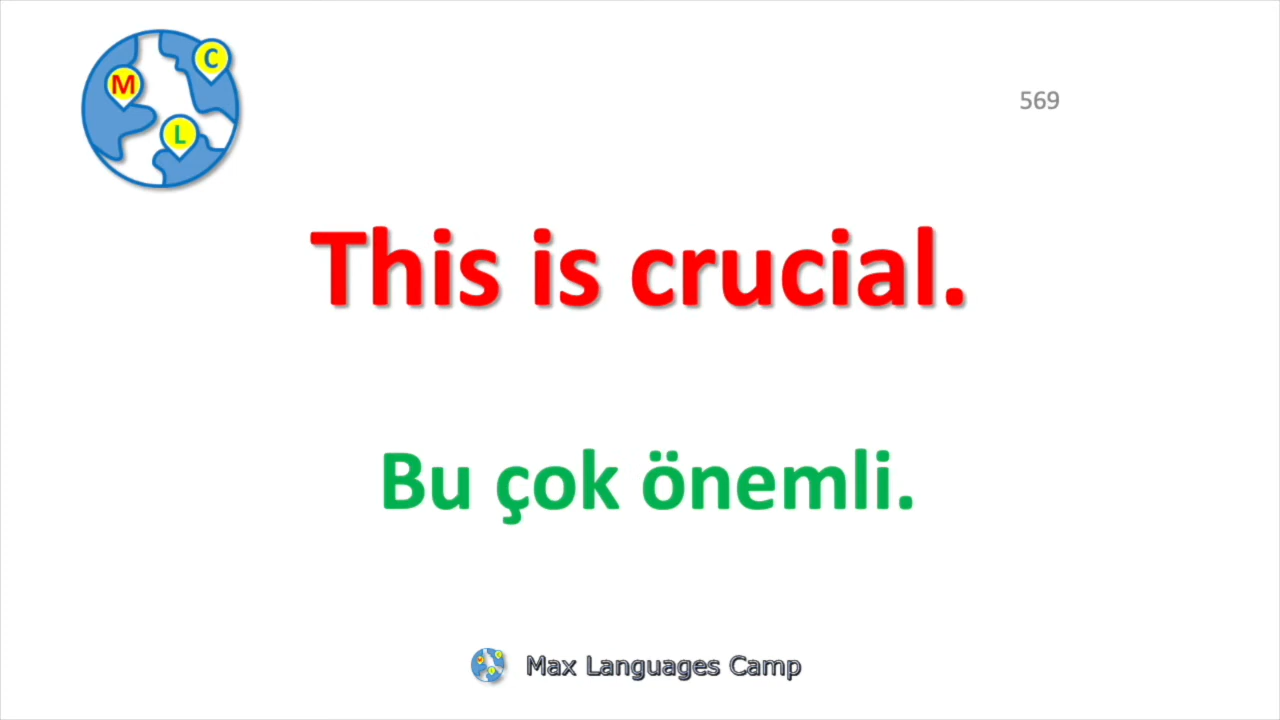 C
M
L
569
This is crucial.
Bu çok önemli.
Max Languages Camp